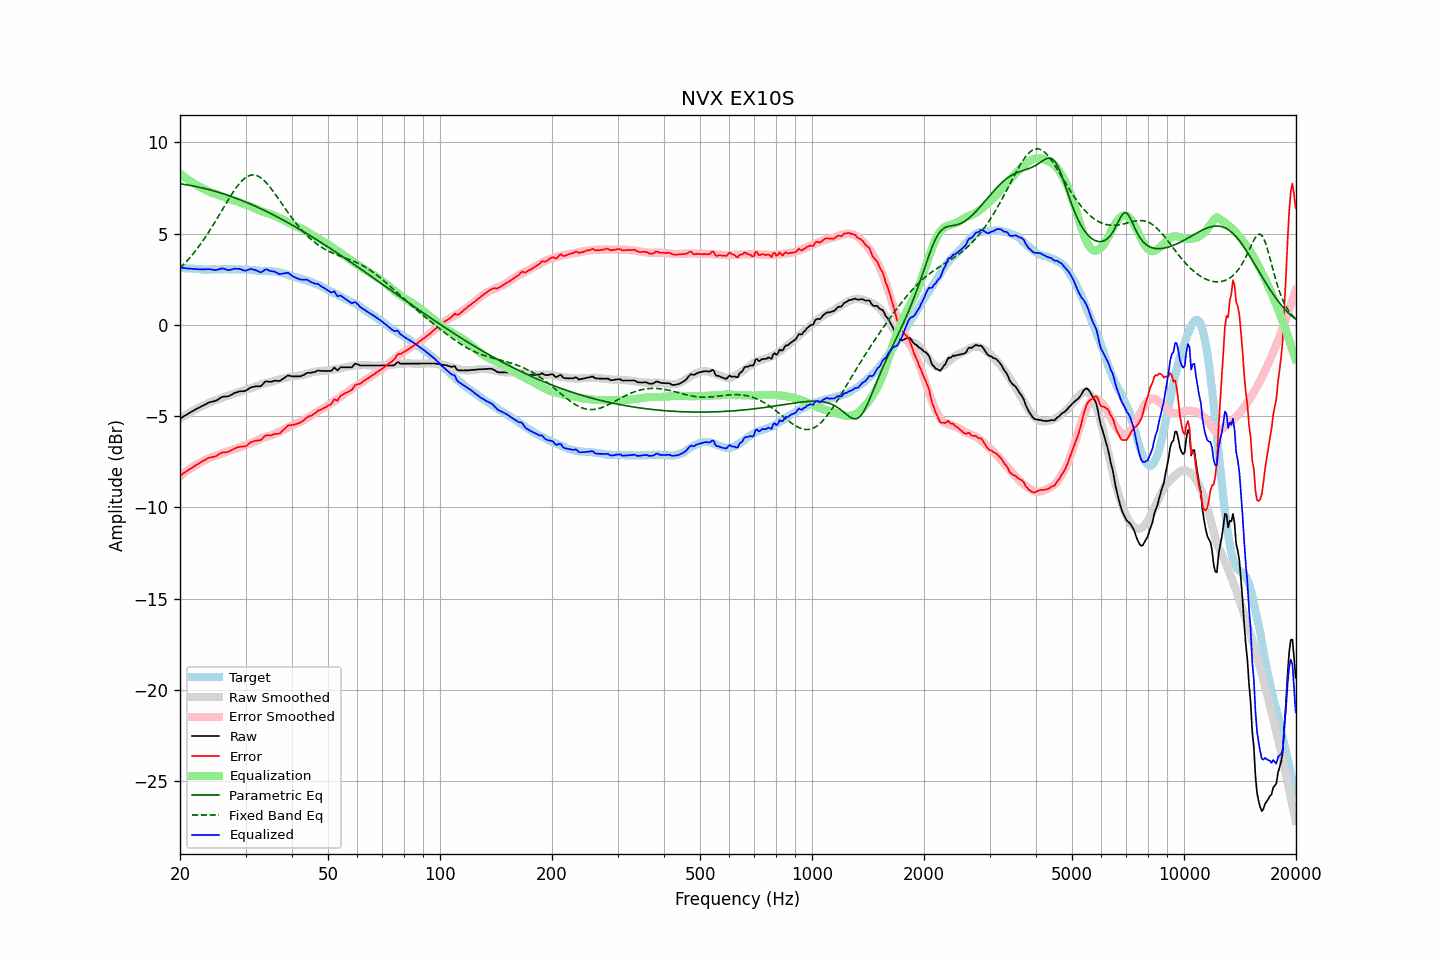 NVX EX10S
Amplitude (dBr)
10
5
0
−5
−10
−15
−20
−25
Target
Raw Smoothed
Error Smoothed
Raw
Error
Equalization
Parametric Eq
Fixed Band Eq
Equalized
20 50 100 200 500 1000 2000 5000 10000 20000
Frequency (Hz)